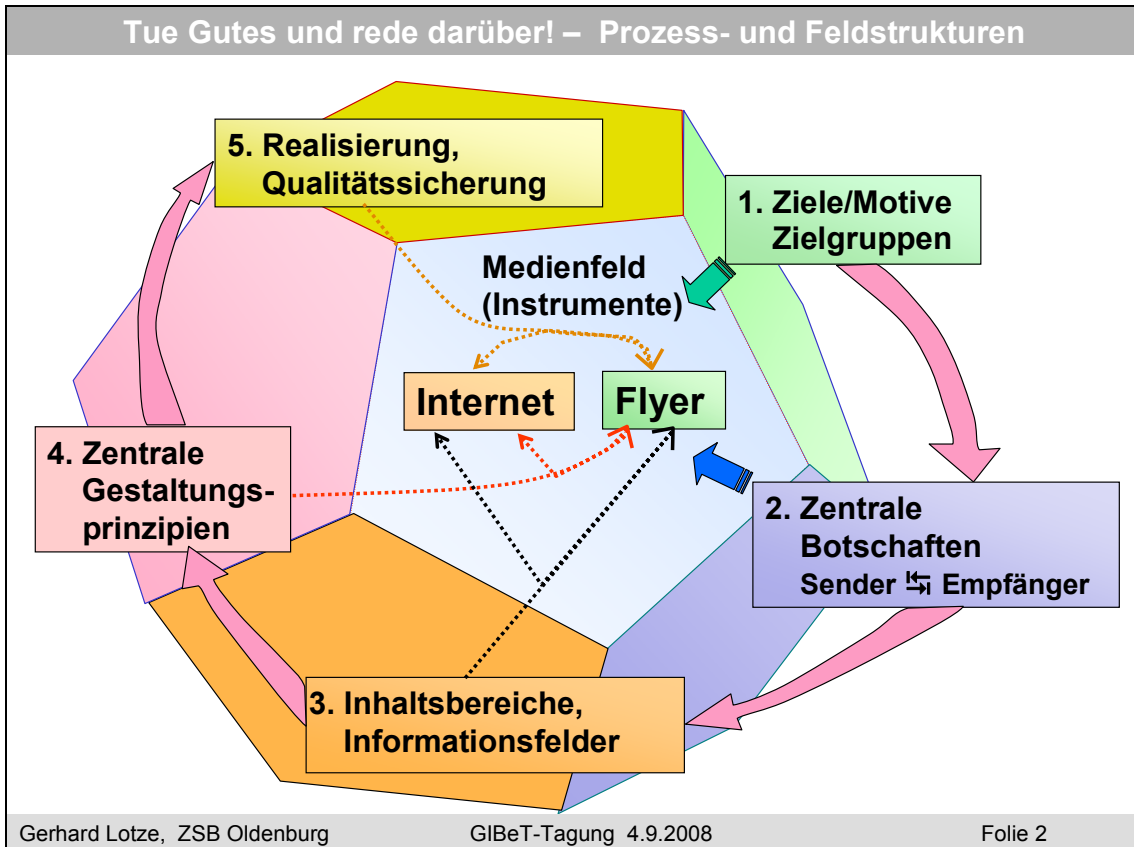 Tue Gutes und rede darüber! – Prozess- und Feldstrukturen
5. Realisierung,
Qualitätssicherung
1. Ziele/Motive
Zielgruppen
Medienfeld
(Instrumente)
Internet
Flyer
4. Zentrale
Gestaltungs-
prinzipien
2. Zentrale
Botschaften
Sender ↹ Empfänger
3. Inhaltsbereiche,
Informationsfelder
Gerhard Lotze, ZSB Oldenburg GIBeT-Tagung 4.9.2008 Folie 2